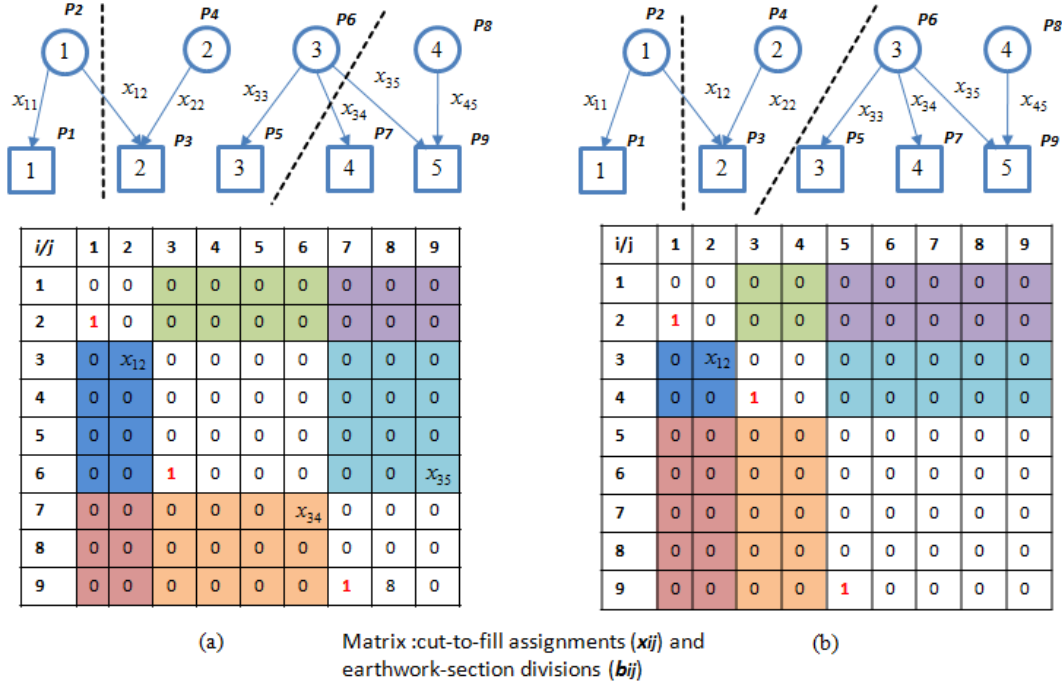 P2 P4 P6 P8
1 2 3 4
x11 x12 x22 x33 x34 x35 x45
P1 P3 P5 P7 P9
1 2 3 4 5
i/j 1 2 3 4 5 6 7 8 9
1 0 0 0 0 0 0 0 0 0
2 1 0 0 0 0 0 0 0 0
3 0 x12 0 0 0 0 0 0 0
4 0 0 0 0 0 0 0 0 0
5 0 0 0 0 0 0 0 0 0
6 0 0 1 0 0 0 0 0 x35
7 0 0 0 0 0 x34 0 0 0
8 0 0 0 0 0 0 0 0 0
9 0 0 0 0 0 0 1 8 0
(a)
P2 P4 P6 P8
1 2 3 4
x11 x12 x22 x33 x34 x35 x45
P1 P3 P5 P7 P9
1 2 3 4 5
i/j 1 2 3 4 5 6 7 8 9
1 0 0 0 0 0 0 0 0 0
2 1 0 0 0 0 0 0 0 0
3 0 x12 0 0 0 0 0 0 0
4 0 0 1 0 0 0 0 0 0
5 0 0 0 0 0 0 0 0 0
6 0 0 0 0 0 0 0 0 0
7 0 0 0 0 0 0 0 0 0
8 0 0 0 0 0 0 0 0 0
9 0 0 0 0 1 0 0 0 0
(b)
Matrix :cut-to-fill assignments (xij) and
earthwork-section divisions (bij)